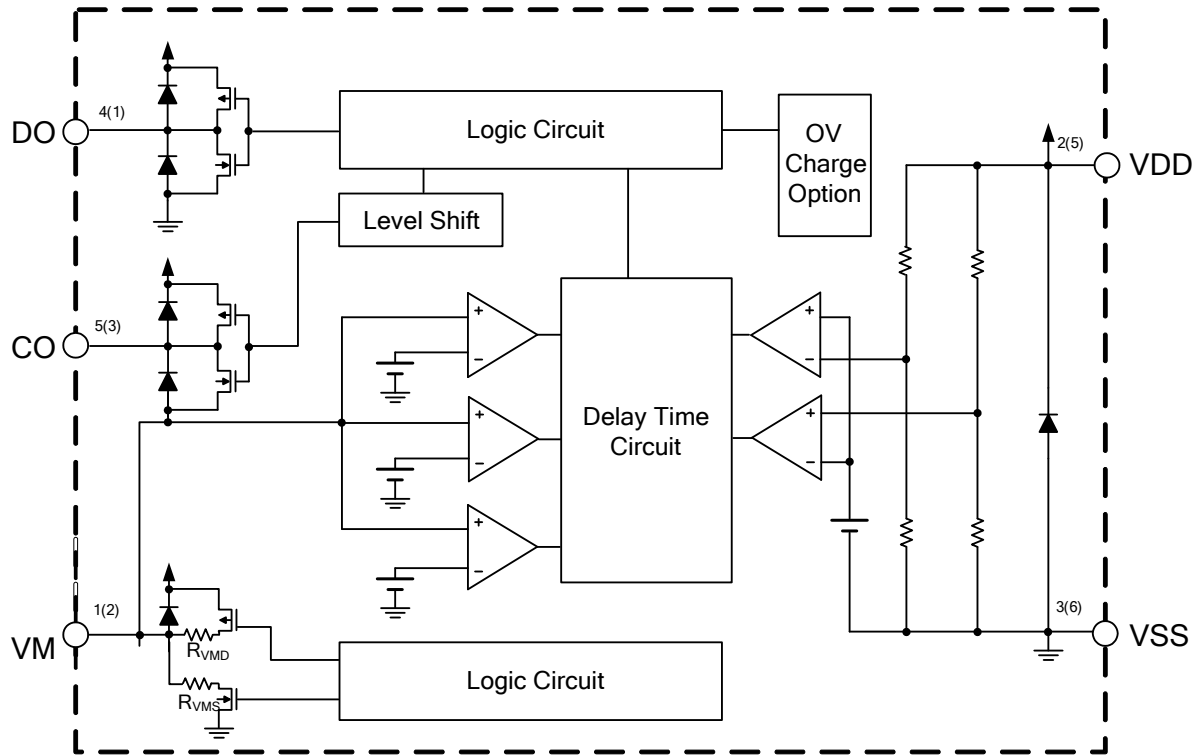 DO
4(1)
Logic Circuit
OV
Charge
Option
2(5)
VDD
Level Shift
CO
5(3)
+
−
+
−
+
−
Delay Time
Circuit
+
−
+
−
VM
1(2)
RVMD
RVMS
Logic Circuit
3(6)
VSS